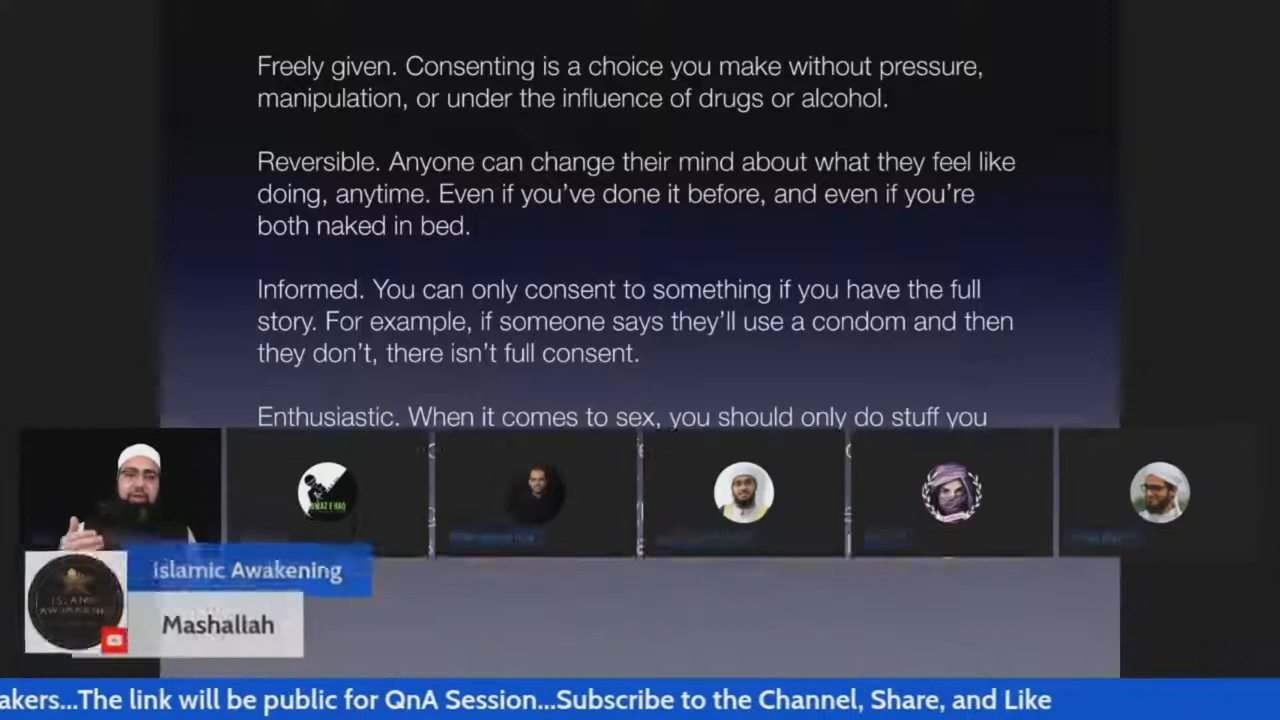 Freely given. Consenting is a choice you make without pressure,
manipulation, or under the influence of drugs or alcohol.
Reversible. Anyone can change their mind about what they feel like
doing, anytime. Even if you've done it before, and even if you're
both naked in bed.
Informed. You can only consent to something if you have the full
story. For example, if someone says they'll use a condom and then
they don't, there isn't full consent.
Enthusiastic. When it comes to sex, you should only do stuff you
Islamic Awakening
Mashallah
akers...The link will be public for QnA Session...Subscribe to the Channel, Share, and Like